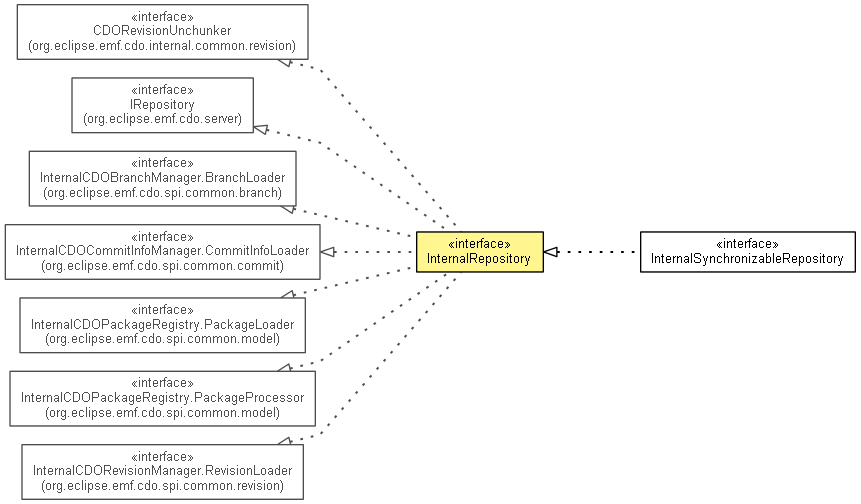 «interface»
CDORevisionUnchunker
(org.eclipse.emf.cdo.internal.common.revision)
«interface»
IRepository
(org.eclipse.emf.cdo.server)
«interface»
InternalCDOBranchManager.BranchLoader
(org.eclipse.emf.cdo.spi.common.branch)
«interface»
InternalCDOCommitInfoManager.CommitInfoLoader
(org.eclipse.emf.cdo.spi.common.commit)
«interface»
InternalCDOPackageRegistry.PackageLoader
(org.eclipse.emf.cdo.spi.common.model)
«interface»
InternalCDOPackageRegistry.PackageProcessor
(org.eclipse.emf.cdo.spi.common.model)
«interface»
InternalCDORevisionManager.RevisionLoader
(org.eclipse.emf.cdo.spi.common.revision)
«interface»
InternalRepository
«interface»
InternalSynchronizableRepository